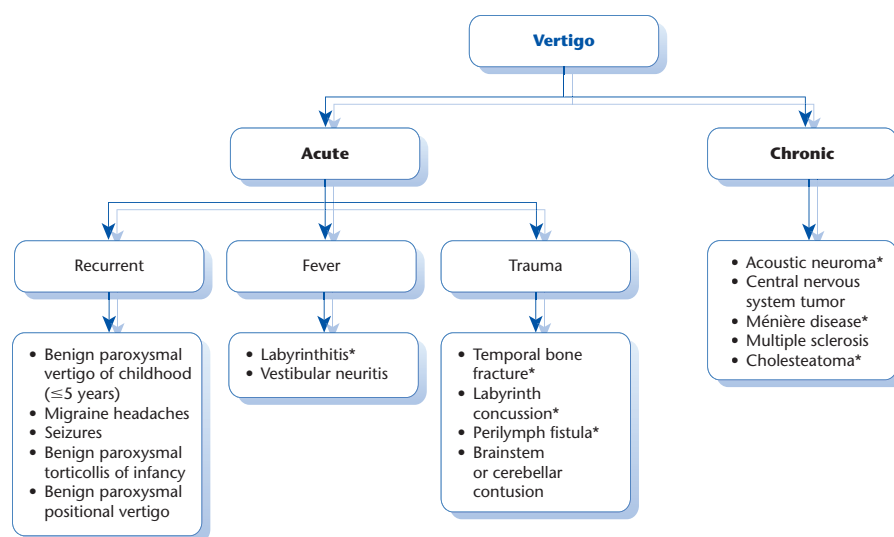 Vertigo
Acute
Chronic
Recurrent
Fever
Trauma
• Benign paroxysmal
vertigo of childhood
(≤5 years)
• Migraine headaches
• Seizures
• Benign paroxysmal
torticollis of infancy
• Benign paroxysmal
positional vertigo
• Labyrinthitis*
• Vestibular neuritis
• Temporal bone
fracture*
• Labyrinth
concussion*
• Perilymph fistula*
• Brainstem
or cerebellar
contusion
• Acoustic neuroma*
• Central nervous
system tumor
• Ménière disease*
• Multiple sclerosis
• Cholesteatoma*